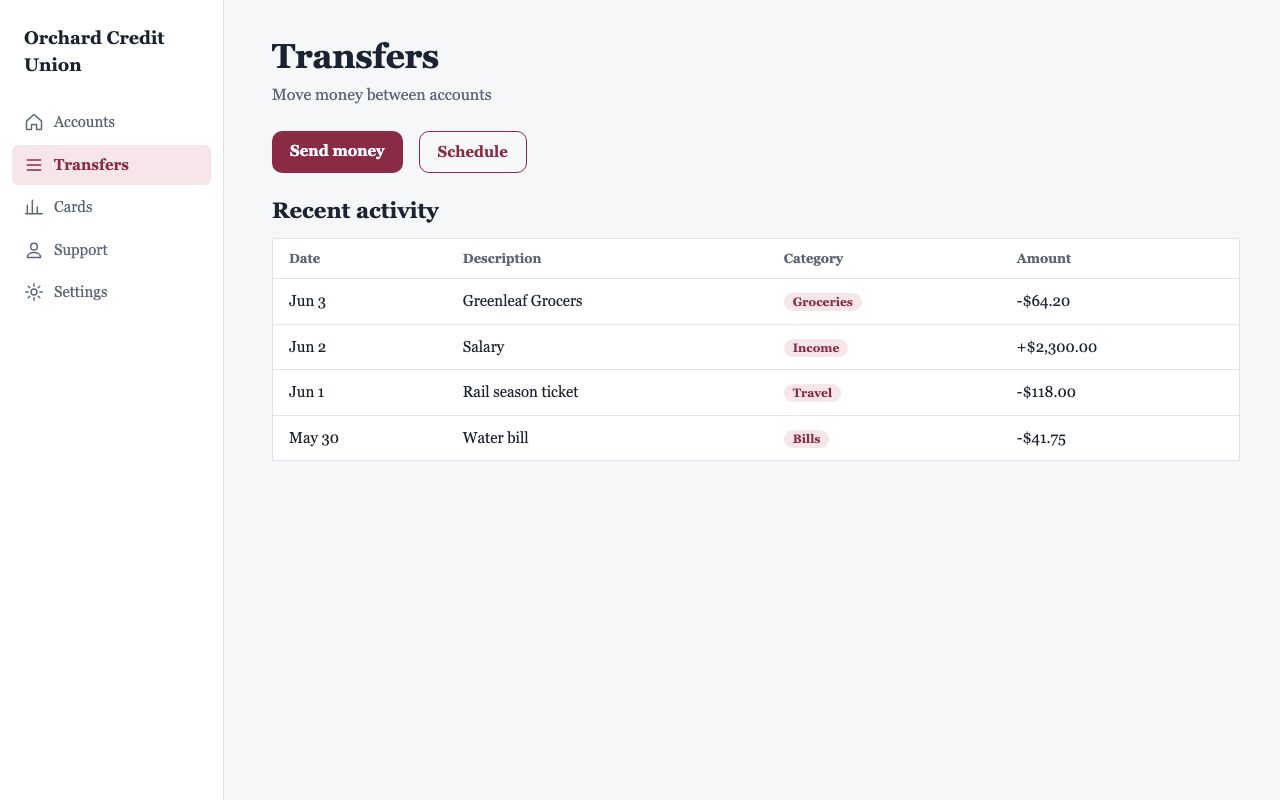 Orchard Credit
Union
Accounts
Transfers
Cards
Support
Settings
Transfers
Move money between accounts
Send money Schedule
Recent activity
Date Description Category Amount
Jun 3 Greenleaf Grocers Groceries -$64.20
Jun 2 Salary Income +$2,300.00
Jun 1 Rail season ticket Travel -$118.00
May 30 Water bill Bills -$41.75